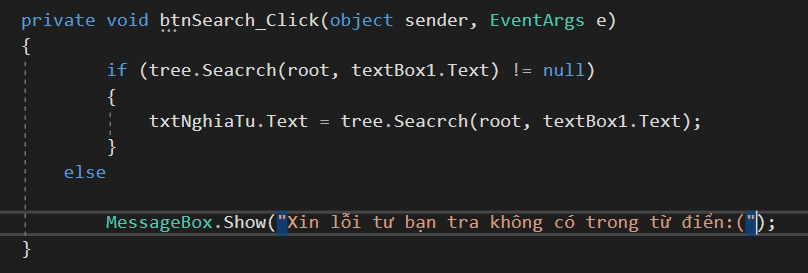 private void btnSearch_Click(object sender, EventArgs e)
{
if (tree.Seacrch(root, textBox1.Text) != null)
{
txtNghiaTu.Text = tree.Seacrch(root, textBox1.Text);
}
else
MessageBox.Show("Xin lỗi tư bạn tra không có trong từ điển:(");
}